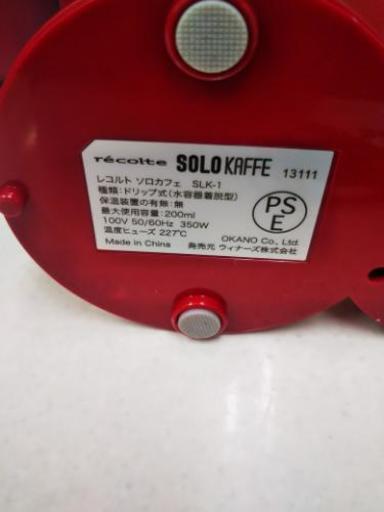 récolte SOLO KAFFE 13111
レコルト ソロカフェ SLK-1
種類：ドリップ式（水容器着脱型）
保温装置の有無：無
最大使用容量：200ml
100V 50/60Hz 350W
温度ヒューズ 227℃
Made in China
PS
E
OKANO Co., Ltd.
発売元 ウィナーズ株式会社